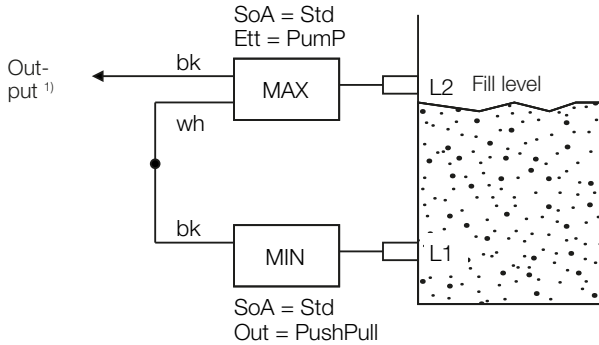 SoA = Std
Ett = PumP
Out-
put ¹⁾
bk
MAX
L2
Fill level
wh
bk
MIN
L1
SoA = Std
Out = PushPull